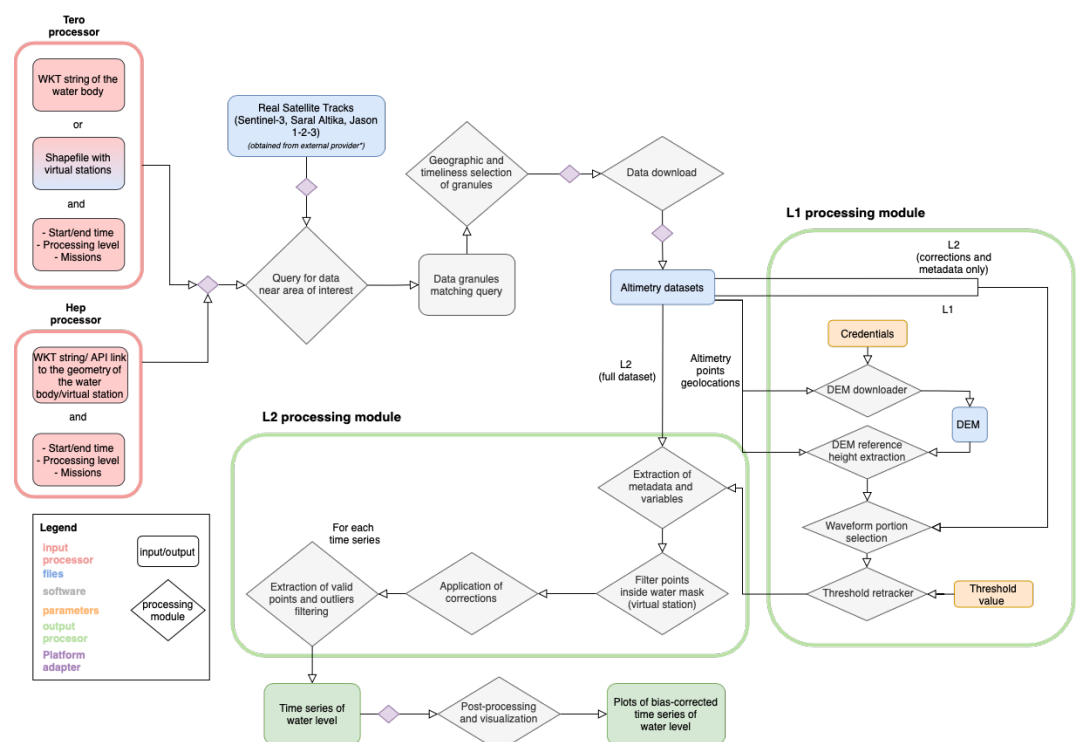 Tero
processor
WKT string of the
water body
or
Shapefile with
virtual stations
and
- Start/end time
- Processing level
- Missions
Hep
processor
WKT string/ API link
to the geometry of
the water
body/virtual station
and
- Start/end time
- Processing level
- Missions
Legend
input
processor
files
software
parameters
output
procesor
Platform
adapter
input/output
processing
module
Real Satellite Tracks
(Sentinel-3, Saral Altika, Jason
1-2-3)
(obtained from external provider*)
Query for data
near area of interest
Data granules
matching query
Geographic and
timeliness selection
of granules
Data download
Altimetry datasets
L2
(full dataset)
Altimetry
points
geolocations
L1 processing module
L2
(corrections and
metadata only)
L1
Credentials
DEM downloader
DEM
DEM reference
height extraction
Waveform portion
selection
Threshold retracker
Threshold
value
L2 processing module
Extraction of
metadata and
variables
Filter points
inside water mask
(virtual station)
Application of
corrections
For each
time series
Extraction of valid
points and outliers
filtering
Time series of
water level
Post-processing
and visualization
Plots of bias-corrected
time series of
water level